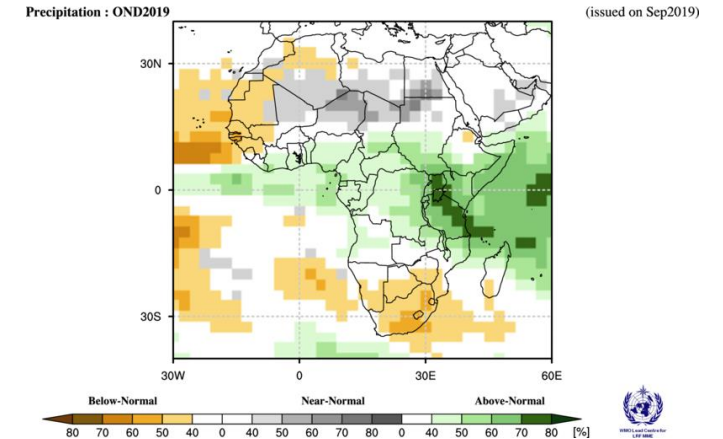 Precipitation : OND2019 (issued on Sep2019)
30N
0
30S
30W 0 30E 60E
Below-Normal Near-Normal Above-Normal
80 70 60 50 40 0 40 50 60 70 80 0 40 50 60 70 80 [%]
WMO Lead Centre for
LRF MME